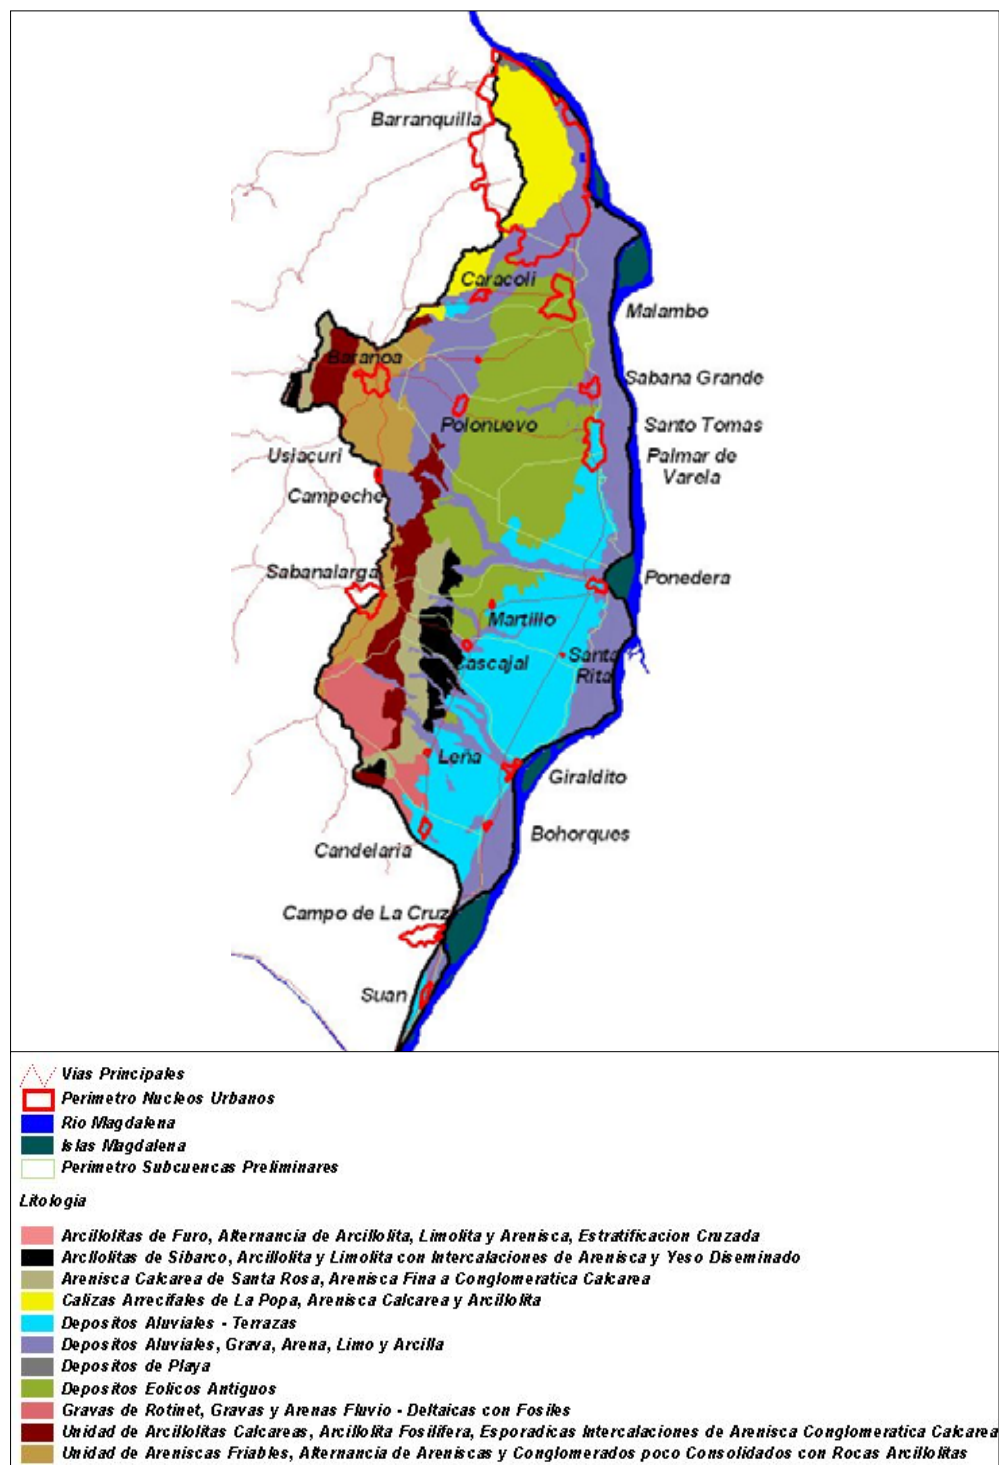 Barranquilla
Caracoli
Malambo
Baranoa
Sabana Grande
Polonuevo
Santo Tomas
Usiacuri
Palmar de
Varela
Campeche
Sabanalarga
Ponedera
Martillo
Cascajal
Santa
Rita
Leña
Giraldito
Bohorques
Candelaria
Campo de La Cruz
Suan
Vias Principales
Perimetro Nucleos Urbanos
Rio Magdalena
Islas Magdalena
Perimetro Subcuencas Preliminares
Litologia
Arcillolitas de Furo, Alternancia de Arcillolita, Limolita y Arenisca, Estratificacion Cruzada
Arcllolitas de Sibarco, Arcillolita y Limolita con Intercalaciones de Arenisca y Yeso Diseminado
Arenisca Calcarea de Santa Rosa, Arenisca Fina a Conglomeratica Calcarea
Calizas Arrecifales de La Popa, Arenisca Calcarea y Arcillolita
Depositos Aluviales - Terrazas
Depositos Aluviales, Grava, Arena, Limo y Arcilla
Depositos de Playa
Depositos Eolicos Antiguos
Gravas de Rotinet, Gravas y Arenas Fluvio - Deltaicas con Fosiles
Unidad de Arcillolitas Calcareas, Arcillolita Fosilifera, Esporadicas Intercalaciones de Arenisca Conglomeratica Calcarea
Unidad de Areniscas Friables, Alternancia de Areniscas y Conglomerados poco Consolidados con Rocas Arcillolitas